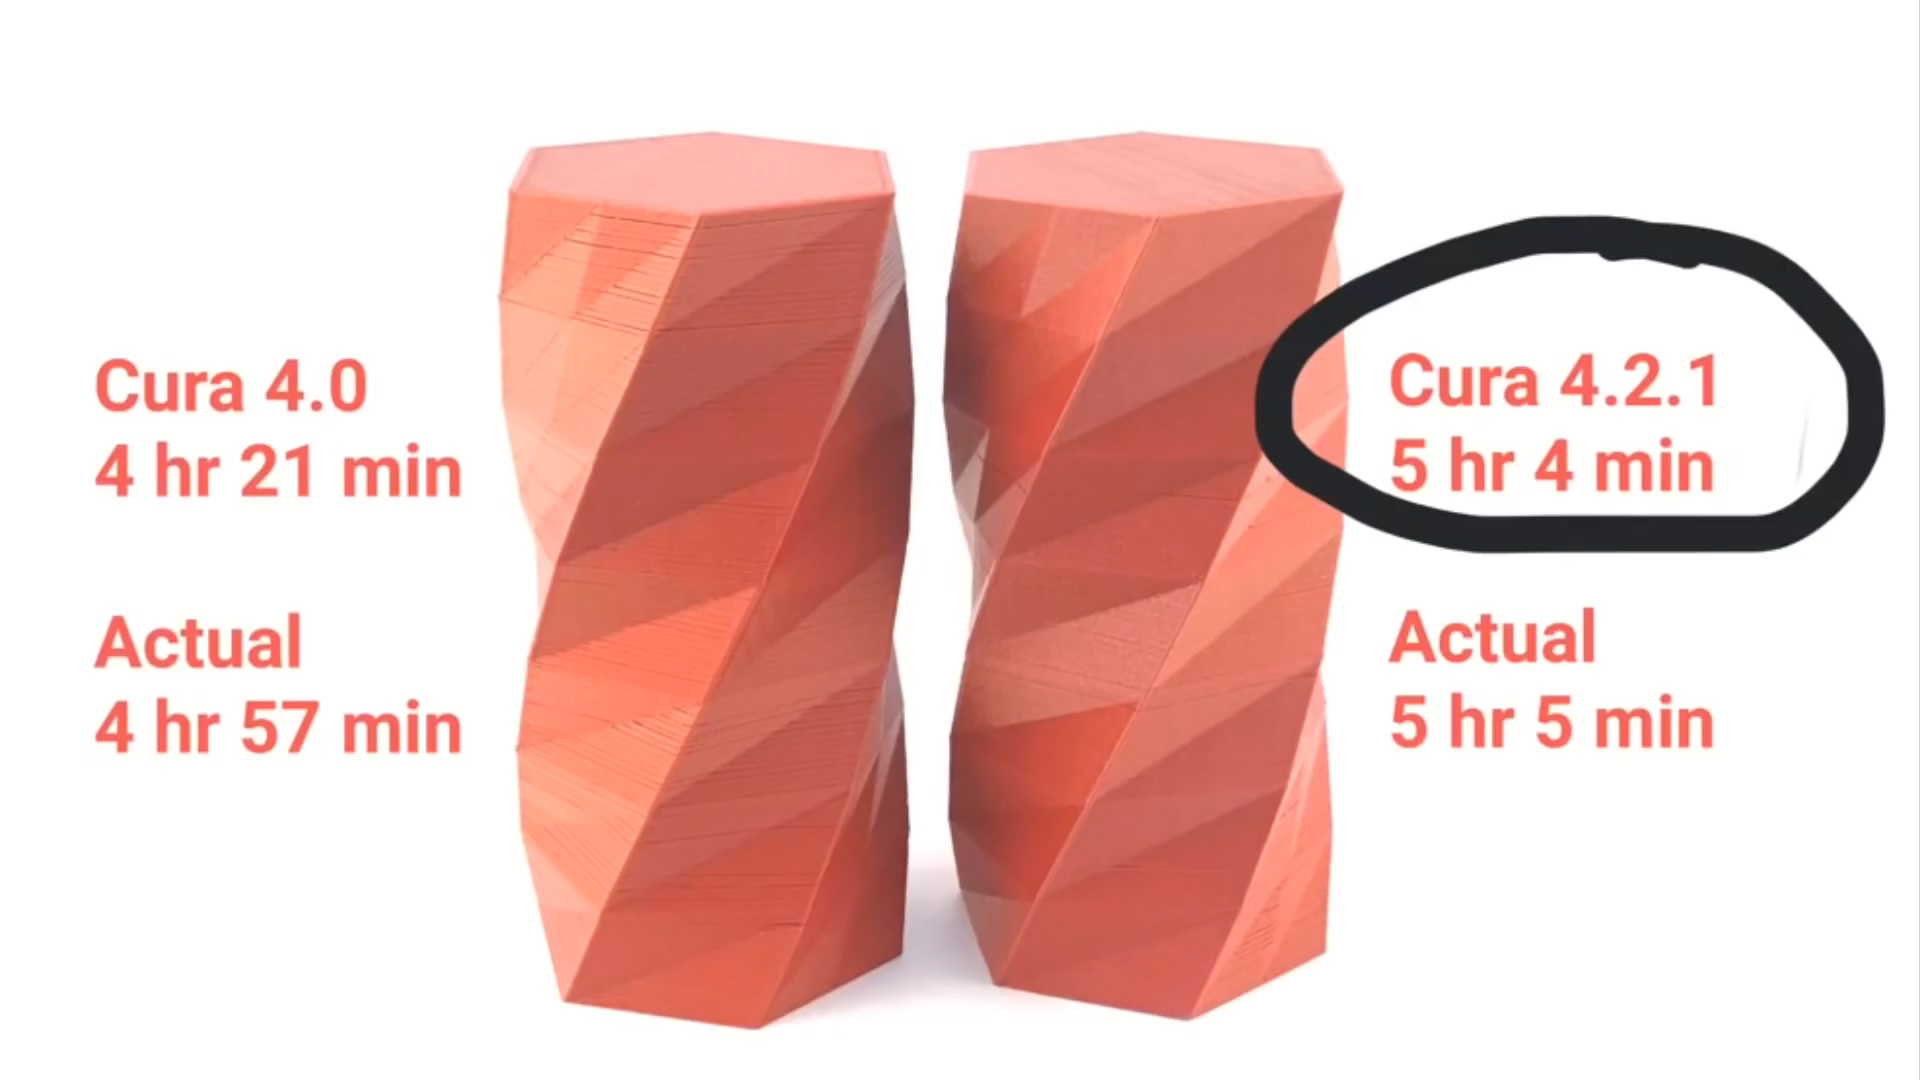 Cura 4.0
4 hr 21 min
Actual
4 hr 57 min
Cura 4.2.1
5 hr 4 min
Actual
5 hr 5 min